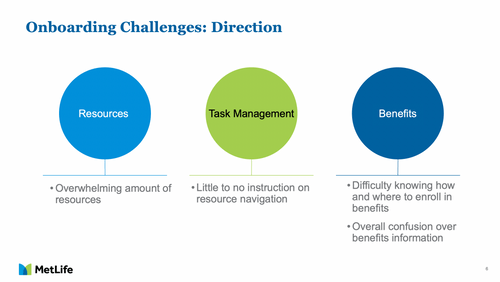 Onboarding Challenges: Direction
Resources
Task Management
Benefits
• Overwhelming amount of
resources
• Little to no instruction on
resource navigation
• Difficulty knowing how
and where to enroll in
benefits
• Overall confusion over
benefits information
MetLife